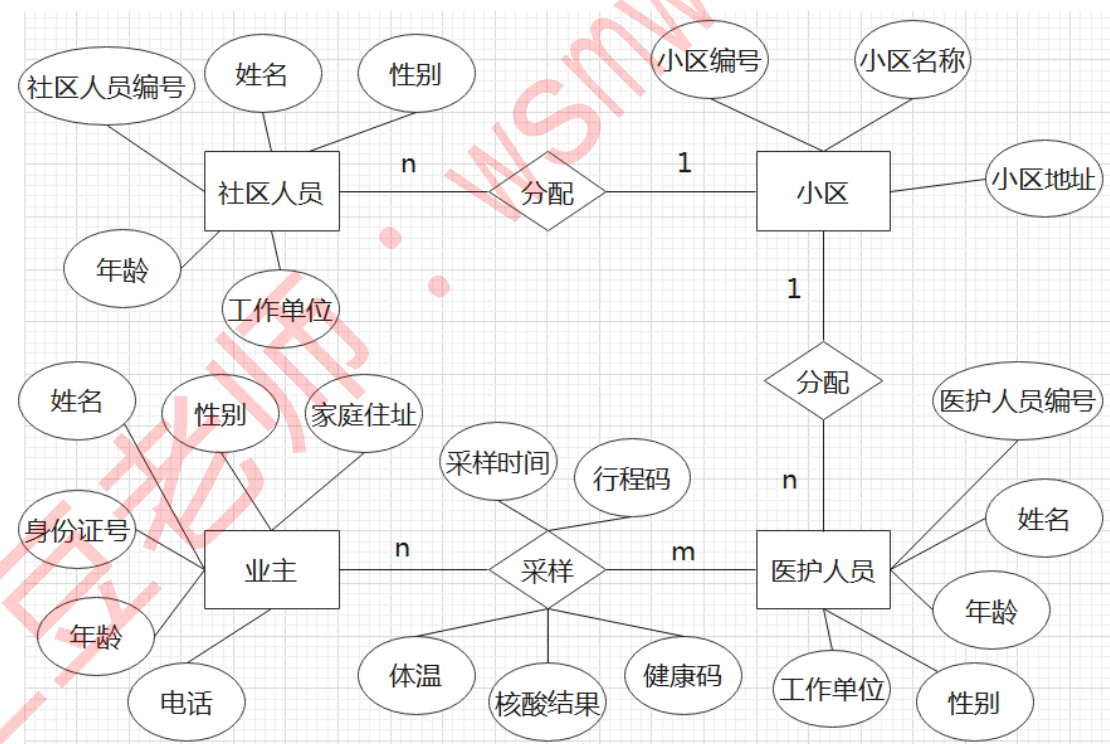 社区人员编号
姓名
性别
小区编号
小区名称
社区人员
n
分配
1
小区
小区地址
年龄
工作单位
1
分配
n
姓名
性别
家庭住址
采样时间
行程码
医护人员编号
身份证号
业主
n
采样
m
医护人员
姓名
年龄
年龄
电话
体温
核酸结果
健康码
工作单位
性别
豆老师：wsmw